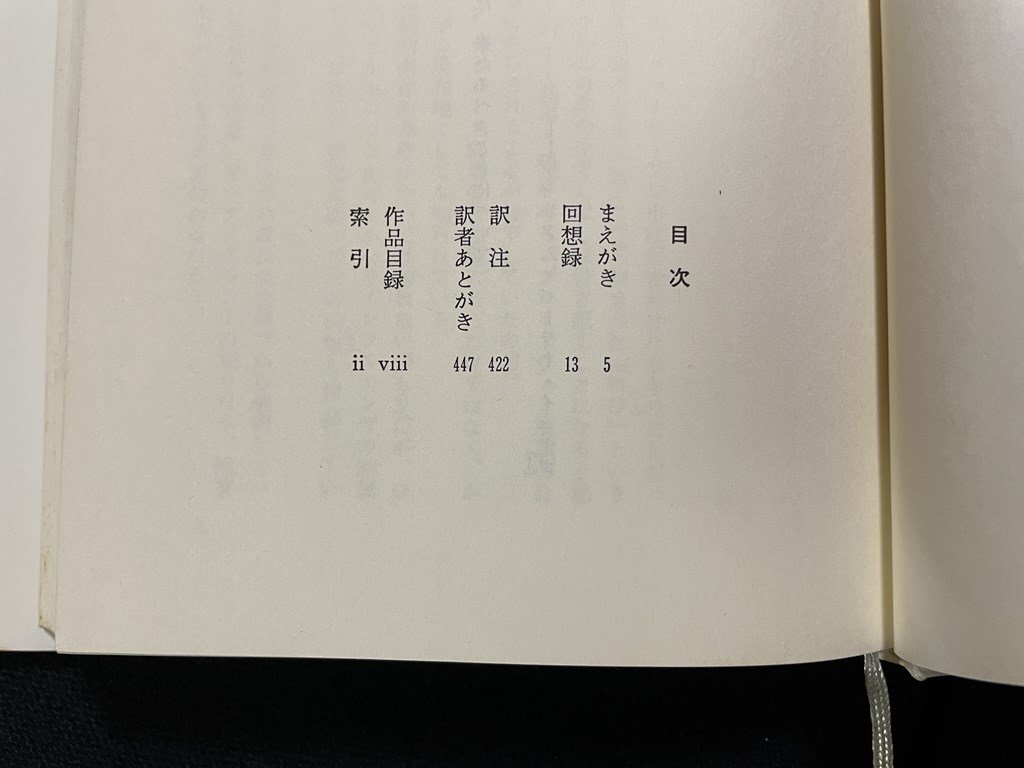 目次
まえがき 5
回想録 13
訳注 422
訳者あとがき 447
作品目録 viii
索引 ii